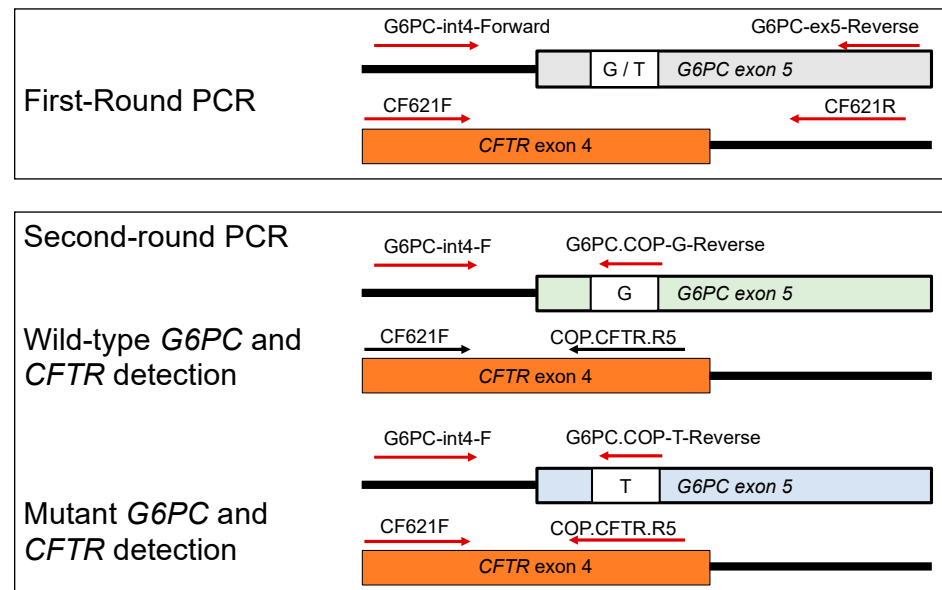 G6PC-int4-Forward G6PC-ex5-Reverse
G / T G6PC exon 5
First-Round PCR
CF621F CF621R
CFTR exon 4
Second-round PCR
G6PC-int4-F G6PC.COP-G-Reverse
G G6PC exon 5
Wild-type G6PC and
CFTR detection
CF621F COP.CFTR.R5
CFTR exon 4
G6PC-int4-F G6PC.COP-T-Reverse
T G6PC exon 5
Mutant G6PC and
CFTR detection
CF621F COP.CFTR.R5
CFTR exon 4